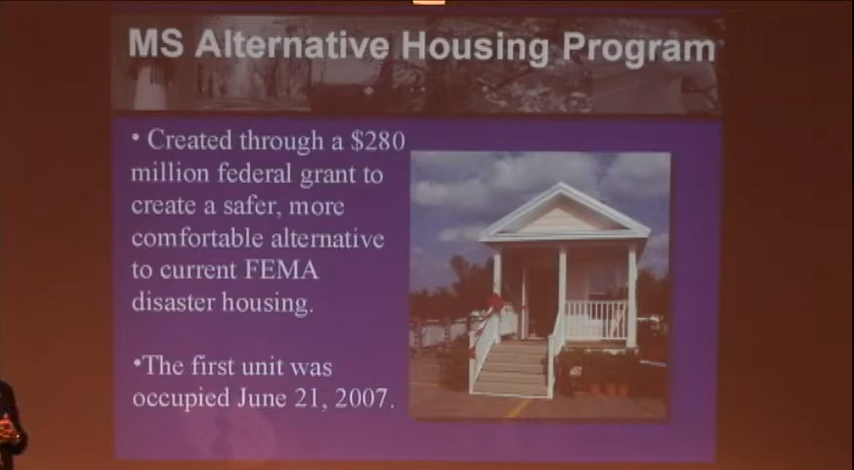 MS Alternative Housing Program
• Created through a $280
million federal grant to
create a safer, more
comfortable alternative
to current FEMA
disaster housing.
•The first unit was
occupied June 21, 2007.